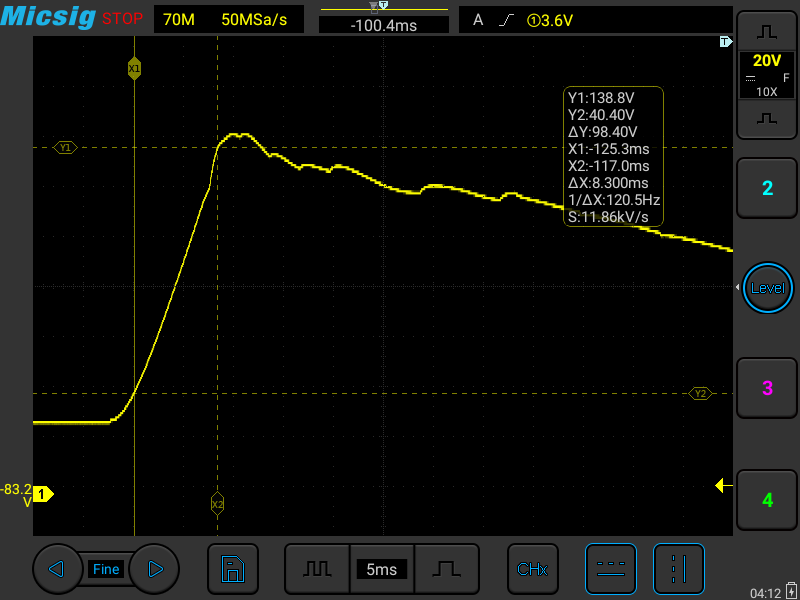 Micsig STOP 70M 50MSa/s -100.4ms A ①3.6V
T
T
X1
20V
F
10X
Y1:138.8V
Y2:40.40V
ΔY:98.40V
X1:-125.3ms
X2:-117.0ms
ΔX:8.300ms
1/ΔX:120.5Hz
S:11.86kV/s
Y1
2
Level
Y2
3
-83.2
V
1
X2
4
Fine 5ms CHx
04:12